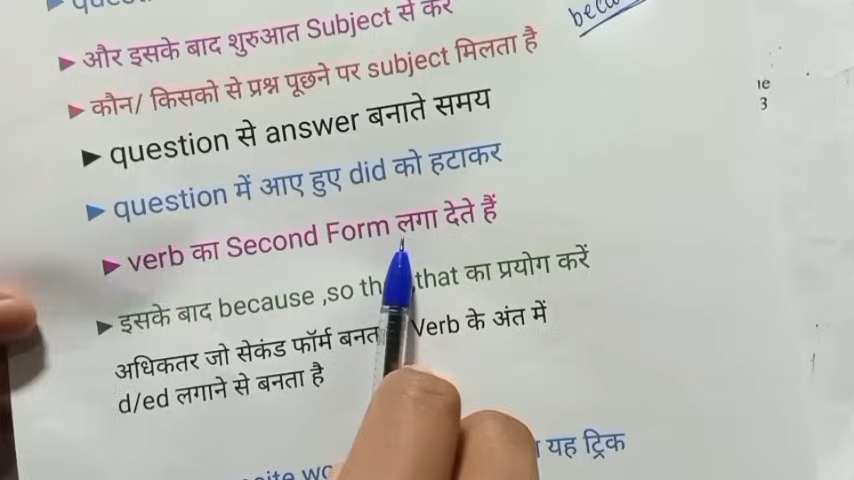 और इसके बाद शुरुआत Subject से करें
कौन/ किसको से प्रश्न पूछने पर subject मिलता है
question से answer बनाते समय
question में आए हुए did को हटाकर
verb का Second Form लगा देते हैं
इसके बाद because ,so that का प्रयोग करें
अधिकतर जो सेकंड फॉर्म Verb के अंत में
d/ed लगाने से बनता है
यह ट्रिक